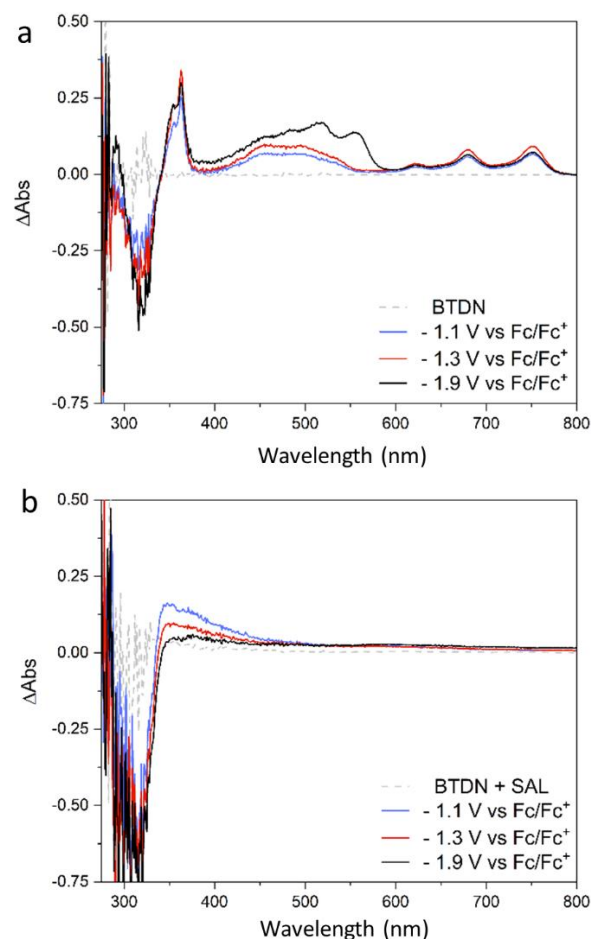 a
0.50
0.25
0.00
-0.25
-0.50
-0.75
ΔAbs
BTDN
- 1.1 V vs Fc/Fc⁺
- 1.3 V vs Fc/Fc⁺
- 1.9 V vs Fc/Fc⁺
300 400 500 600 700 800
Wavelength (nm)
b
0.50
0.25
0.00
-0.25
-0.50
-0.75
ΔAbs
BTDN + SAL
- 1.1 V vs Fc/Fc⁺
- 1.3 V vs Fc/Fc⁺
- 1.9 V vs Fc/Fc⁺
300 400 500 600 700 800
Wavelength (nm)